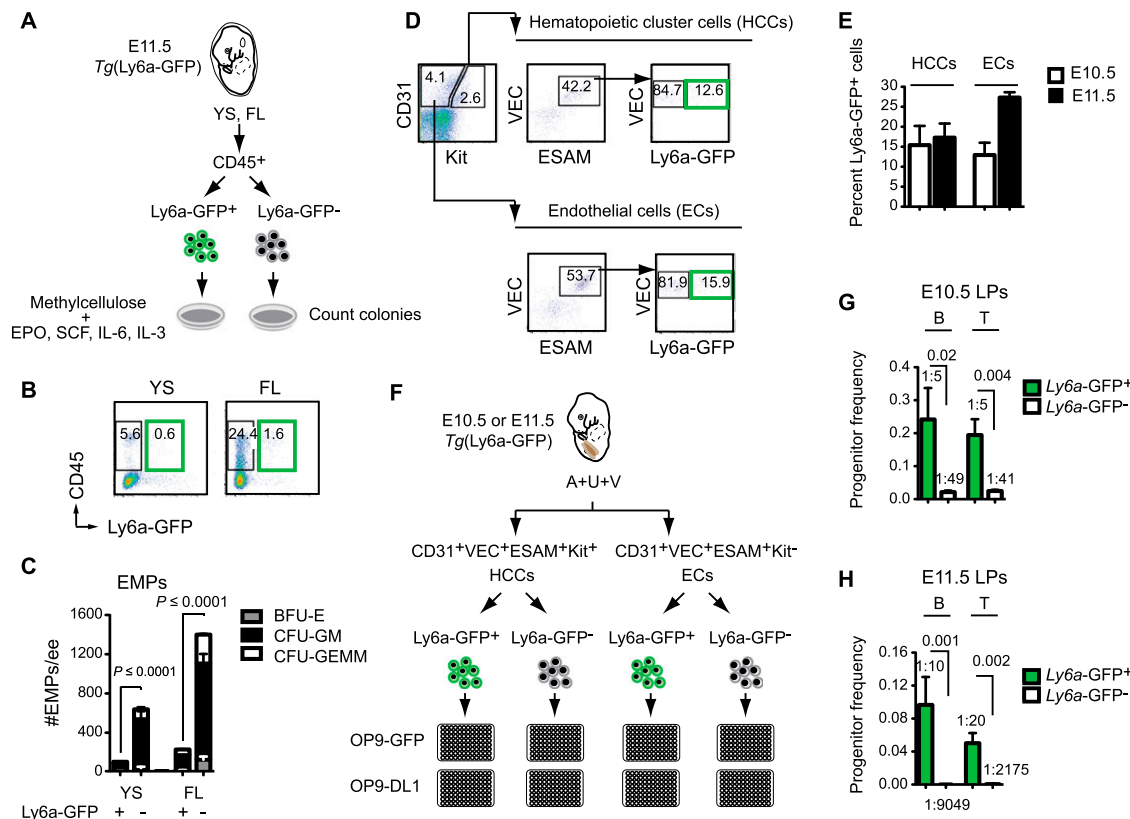 A
E11.5
Tg(Ly6a-GFP)
YS, FL
CD45+
Ly6a-GFP+
Ly6a-GFP-
Methylcellulose
+
EPO, SCF, IL-6, IL-3
Count colonies
B
YS
FL
5.6
0.6
24.4
1.6
CD45
Ly6a-GFP
C
EMPs
P ≤ 0.0001
P ≤ 0.0001
BFU-E
CFU-GM
CFU-GEMM
#EMPs/ee
1600
1200
800
400
0
YS
FL
Ly6a-GFP + - + -
D
Hematopoietic cluster cells (HCCs)
4.1
2.6
CD31
Kit
42.2
VEC
ESAM
84.7
12.6
VEC
Ly6a-GFP
Endothelial cells (ECs)
53.7
VEC
ESAM
81.9
15.9
VEC
Ly6a-GFP
E
HCCs
ECs
E10.5
E11.5
Percent Ly6a-GFP+ cells
30
25
20
15
10
5
0
F
E10.5 or E11.5
Tg(Ly6a-GFP)
A+U+V
CD31+VEC+ESAM+Kit+
HCCs
CD31+VEC+ESAM+Kit-
ECs
Ly6a-GFP+
Ly6a-GFP-
Ly6a-GFP+
Ly6a-GFP-
OP9-GFP
OP9-DL1
G
E10.5 LPs
B
T
0.02
0.004
1:5
1:49
1:5
1:41
Ly6a-GFP+
Ly6a-GFP-
Progenitor frequency
0.4
0.3
0.2
0.1
0.0
H
E11.5 LPs
B
T
0.001
0.002
1:10
1:20
1:2175
1:9049
Ly6a-GFP+
Ly6a-GFP-
Progenitor frequency
0.16
0.12
0.08
0.04
0.00